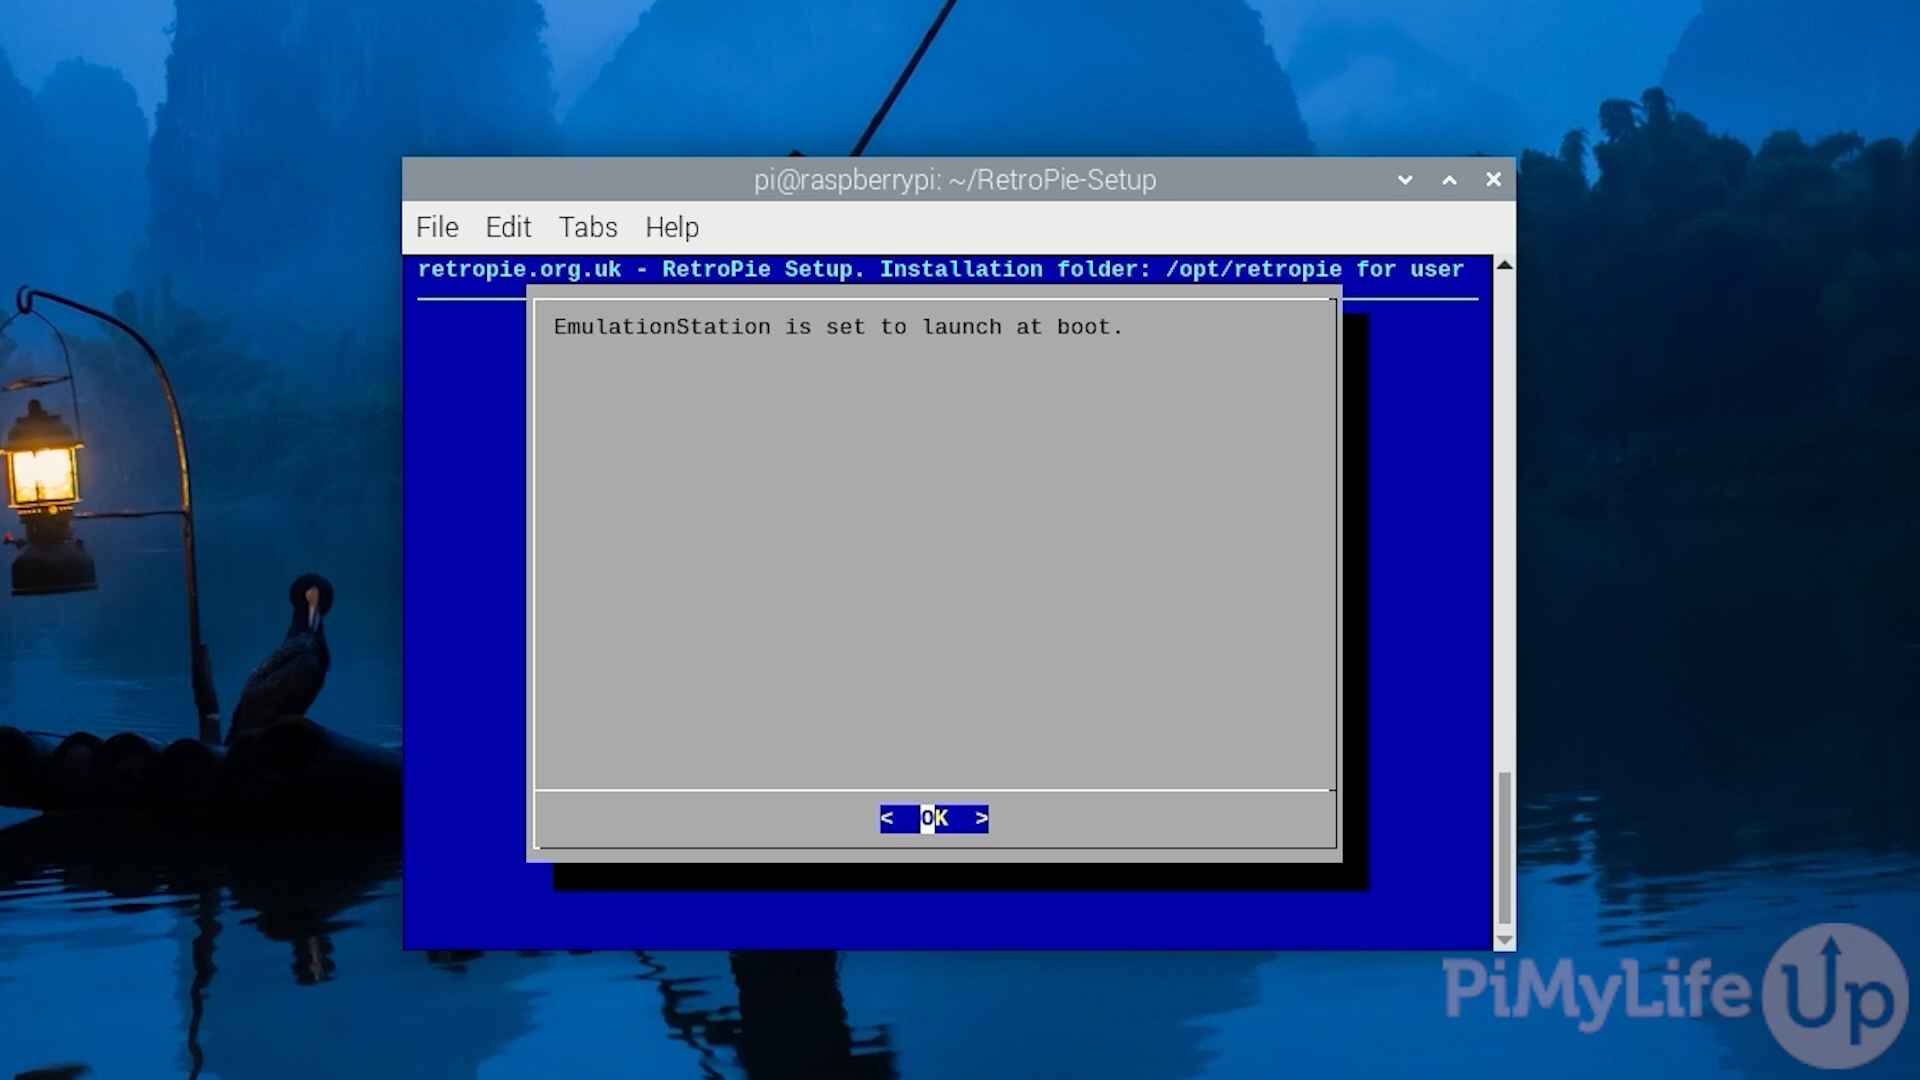 pi@raspberrypi: ~/RetroPie-Setup
File Edit Tabs Help
retropie.org.uk - RetroPie Setup. Installation folder: /opt/retropie for user
EmulationStation is set to launch at boot.
< OK >
PiMyLifeUp